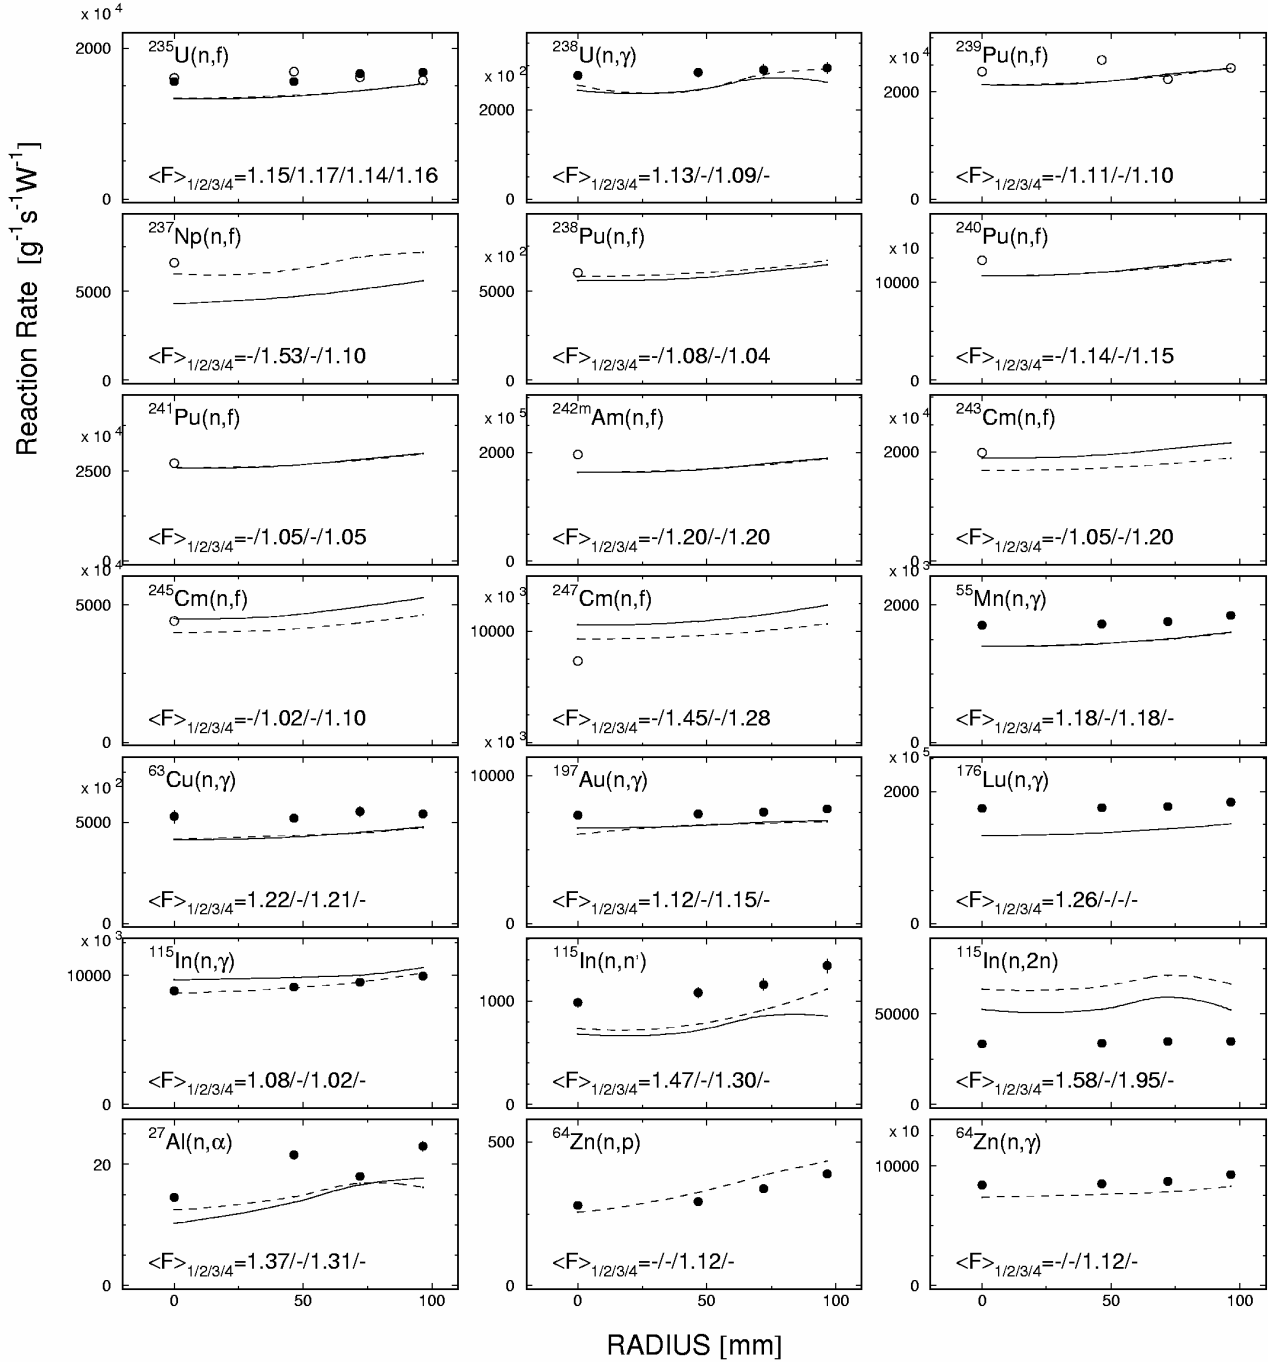 Reaction Rate [g⁻¹s⁻¹W⁻¹]
x 10⁴
2000
0
²³⁵U(n,f)
<F>₁/₂/₃/₄=1.15/1.17/1.14/1.16
x 10²
2000
0
²³⁸U(n,γ)
<F>₁/₂/₃/₄=1.13/-/1.09/-
x 10⁴
2000
0
²³⁹Pu(n,f)
<F>₁/₂/₃/₄=-/1.11/-/1.10
5000
0
²³⁷Np(n,f)
<F>₁/₂/₃/₄=-/1.53/-/1.10
x 10²
5000
0
²³⁸Pu(n,f)
<F>₁/₂/₃/₄=-/1.08/-/1.04
x 10
10000
0
²⁴⁰Pu(n,f)
<F>₁/₂/₃/₄=-/1.14/-/1.15
x 10⁴
2500
0
²⁴¹Pu(n,f)
<F>₁/₂/₃/₄=-/1.05/-/1.05
x 10⁵
2000
0
²⁴²ᵐAm(n,f)
<F>₁/₂/₃/₄=-/1.20/-/1.20
x 10⁴
2000
0
²⁴³Cm(n,f)
<F>₁/₂/₃/₄=-/1.05/-/1.20
x 10⁴
5000
0
²⁴⁵Cm(n,f)
<F>₁/₂/₃/₄=-/1.02/-/1.10
x 10³
10000
0
²⁴⁷Cm(n,f)
<F>₁/₂/₃/₄=-/1.45/-/1.28
x 10³
2000
0
⁵⁵Mn(n,γ)
<F>₁/₂/₃/₄=1.18/-/1.18/-
x 10²
5000
0
⁶³Cu(n,γ)
<F>₁/₂/₃/₄=1.22/-/1.21/-
x 10³
10000
0
¹⁹⁷Au(n,γ)
<F>₁/₂/₃/₄=1.12/-/1.15/-
x 10⁵
2000
0
¹⁷⁶Lu(n,γ)
<F>₁/₂/₃/₄=1.26/-/-/-
x 10³
10000
0
¹¹⁵In(n,γ)
<F>₁/₂/₃/₄=1.08/-/1.02/-
1000
0
¹¹⁵In(n,n')
<F>₁/₂/₃/₄=1.47/-/1.30/-
50000
0
¹¹⁵In(n,2n)
<F>₁/₂/₃/₄=1.58/-/1.95/-
20
0
²⁷Al(n,α)
<F>₁/₂/₃/₄=1.37/-/1.31/-
500
0
⁶⁴Zn(n,p)
<F>₁/₂/₃/₄=-/-/1.12/-
x 10
10000
0
⁶⁴Zn(n,γ)
<F>₁/₂/₃/₄=-/-/1.12/-
0 50 100
0 50 100
0 50 100
RADIUS [mm]